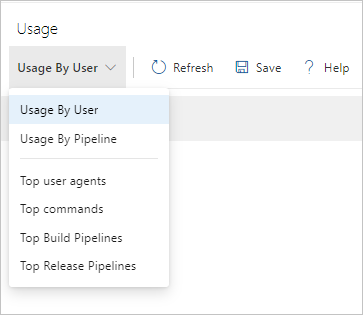 Usage
Usage By User Refresh Save ? Help
Usage By User
Usage By Pipeline
Top user agents
Top commands
Top Build Pipelines
Top Release Pipelines